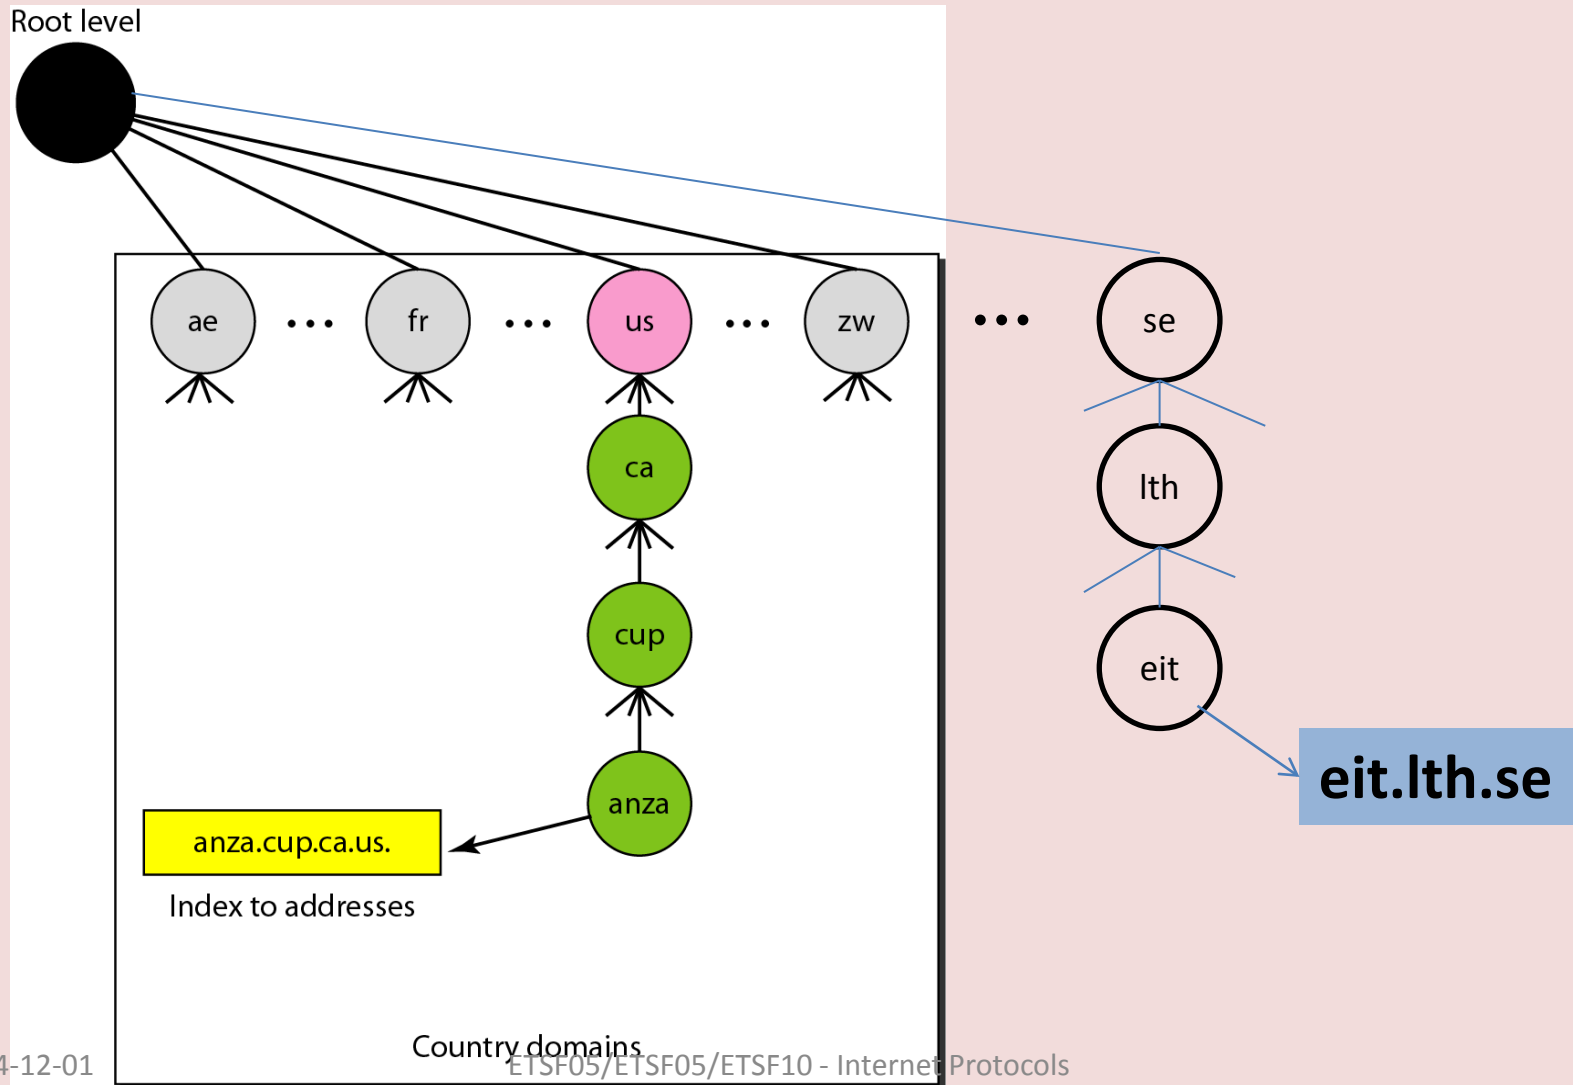 Root level
ae ... fr ... us ... zw ... se
ca
lth
cup
eit
anza
eit.lth.se
anza.cup.ca.us.
Index to addresses
Country domains
4-12-01
ETSF05/ETSF05/ETSF10 - Internet Protocols